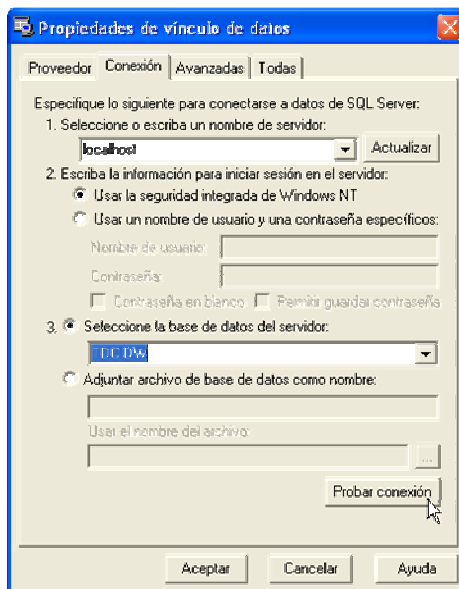 Propiedades de vínculo de datos
Proveedor Conexión Avanzadas Todas
Especifique lo siguiente para conectarse a datos de SQL Server:
1. Seleccione o escriba un nombre de servidor:
localhost Actualizar
2. Escriba la información para iniciar sesión en el servidor:
Usar la seguridad integrada de Windows NT
Usar un nombre de usuario y una contraseña específicos:
Nombre de usuario:
Contraseña:
Contraseña en blanco Permitir guardar contraseña
3. Seleccione la base de datos del servidor:
Adjuntar archivo de base de datos como nombre:
Usar el nombre del archivo:
...
Probar conexión
Aceptar Cancelar Ayuda